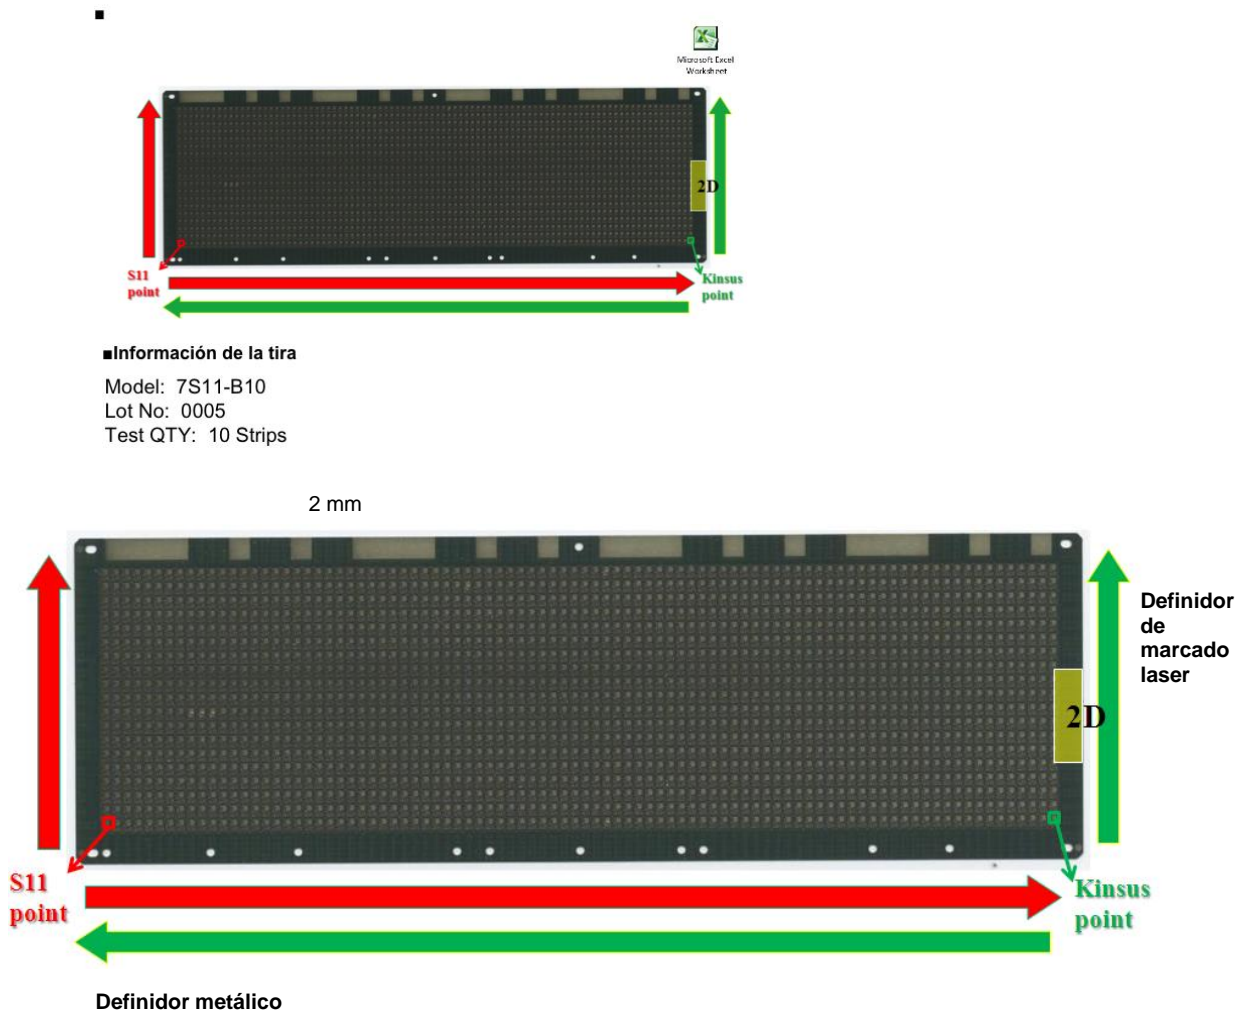 Microsoft Excel
Worksheet
2D
S11
point
Kinsus
point
■Información de la tira
Model: 7S11-B10
Lot No: 0005
Test QTY: 10 Strips
2 mm
Definidor
de
marcado
laser
2D
S11
point
Kinsus
point
Definidor metálico